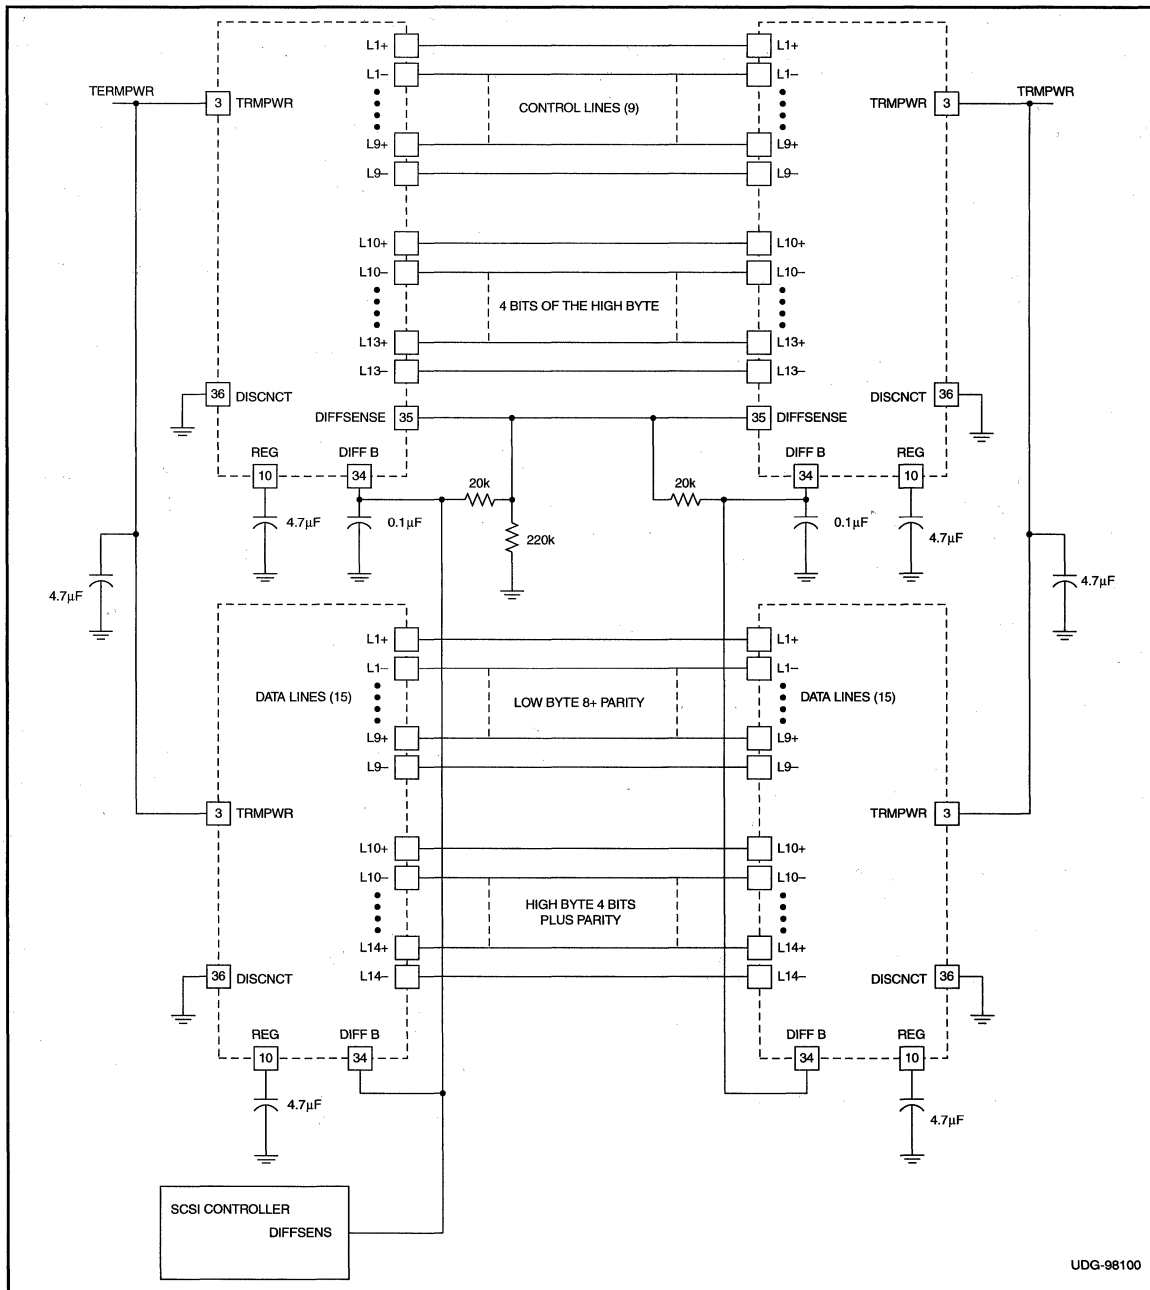 L1+ L1+
L1– L1–
TERMPWR 3 TRMPWR CONTROL LINES (9) TRMPWR 3 TRMPWR
L9+ L9+
L9– L9–
L10+ L10+
L10– L10–
4 BITS OF THE HIGH BYTE
L13+ L13+
L13– L13–
36 DISCNCT DISCNCT 36
DIFFSENSE 35 35 DIFFSENSE
REG DIFF B DIFF B REG
10 34 34 10
20k 20k
4.7µF 0.1µF 0.1µF 4.7µF
220k
4.7µF 4.7µF
L1+ L1+
L1– L1–
DATA LINES (15) LOW BYTE 8+ PARITY DATA LINES (15)
L9+ L9+
L9– L9–
3 TRMPWR TRMPWR 3
L10+ L10+
L10– L10–
HIGH BYTE 4 BITS
PLUS PARITY
L14+ L14+
L14– L14–
36 DISCNCT DISCNCT 36
REG DIFF B DIFF B REG
10 34 34 10
4.7µF 4.7µF
SCSI CONTROLLER
DIFFSENS
UDG-98100